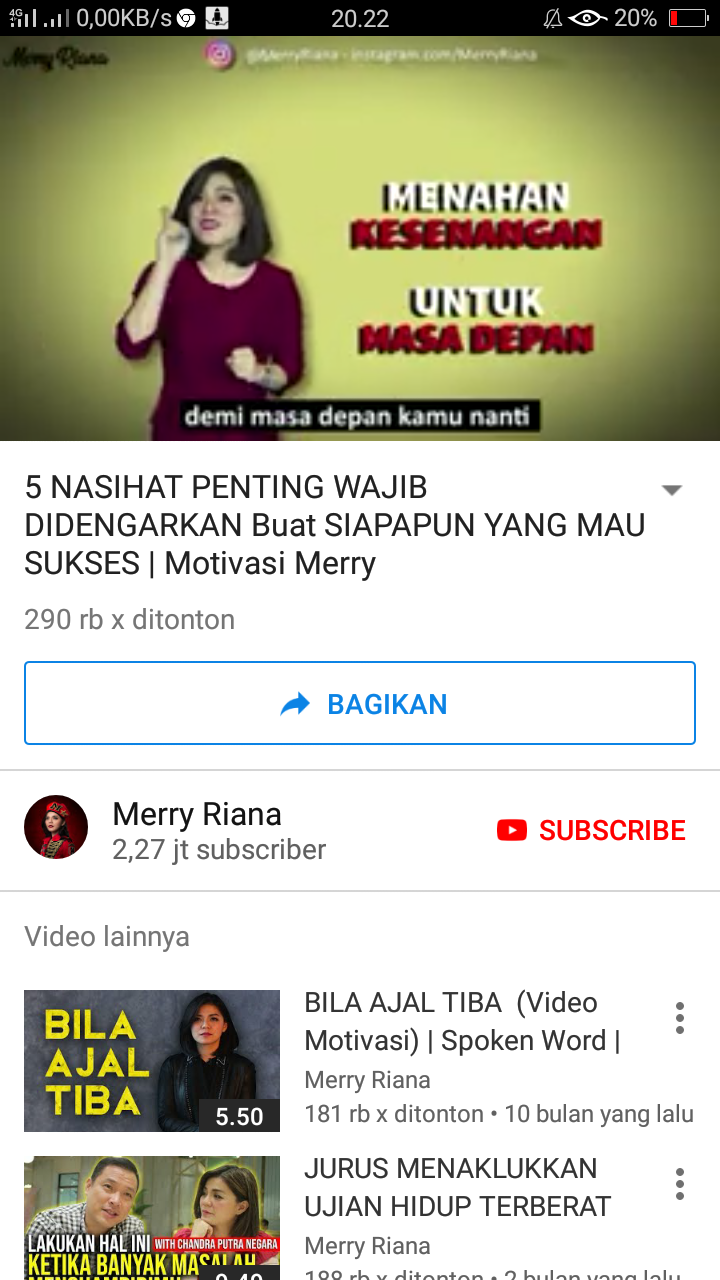 4G
0,00KB/s
20.22
20%
Merry Riana
@MerryRiana - instagram.com/MerryRiana
MENAHAN
KESENANGAN
UNTUK
MASA DEPAN
demi masa depan kamu nanti
5 NASIHAT PENTING WAJIB
DIDENGARKAN Buat SIAPAPUN YANG MAU
SUKSES | Motivasi Merry
290 rb x ditonton
BAGIKAN
Merry Riana
2,27 jt subscriber
SUBSCRIBE
Video lainnya
BILA
AJAL
TIBA
5.50
BILA AJAL TIBA (Video
Motivasi) | Spoken Word |
Merry Riana
181 rb x ditonton • 10 bulan yang lalu
LAKUKAN HAL INI WITH CHANDRA PUTRA NEGARA
KETIKA BANYAK MASALAH
JURUS MENAKLUKKAN
UJIAN HIDUP TERBERAT
Merry Riana
188 rb x ditonton • 2 bulan yang lalu